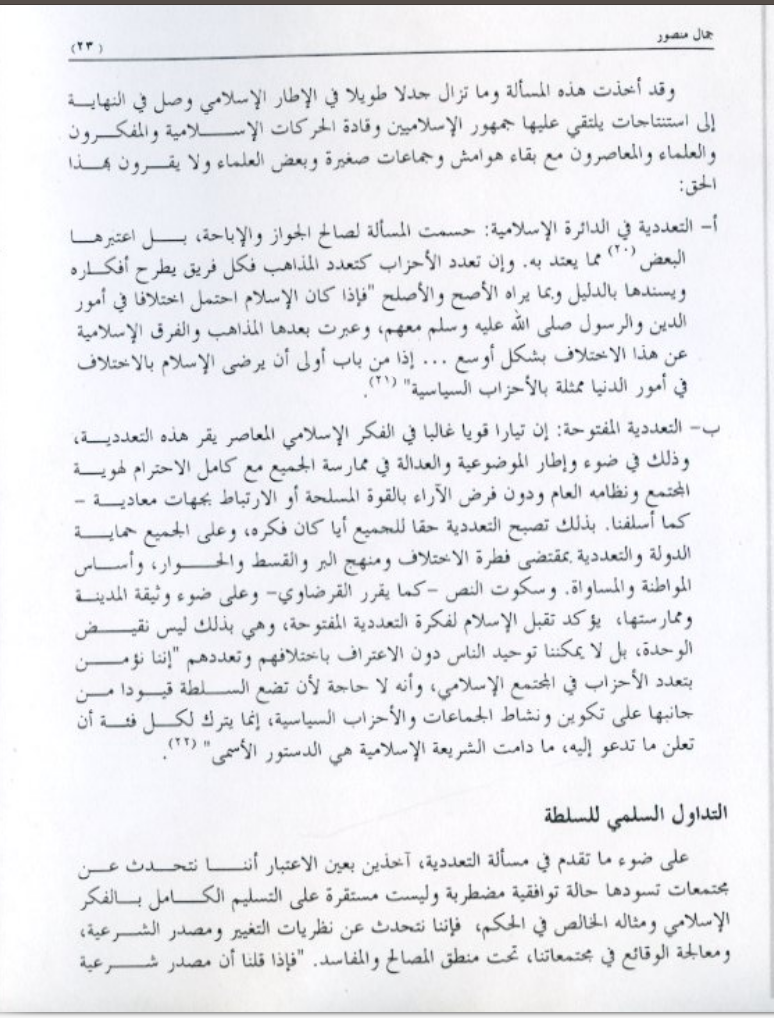 جمال منصور
(٢٣)
وقد أخذت هذه المسألة وما تزال جدلا طويلا في الإطار الإسلامي وصل في النهاية
إلى استنتاجات يلتقي عليها جمهور الإسلاميين وقادة الحركات الإسلامية والمفكرون
والعلماء والمعاصرون مع بقاء هوامش وجماعات صغيرة وبعض العلماء ولا يقرون بهذا
الحق:
أ- التعددية في الدائرة الإسلامية: حسمت المسألة لصالح الجواز والإباحة، بل اعتبرها
البعض (٢٠) مما يعتد به. وإن تعدد الأحزاب كتعدد المذاهب فكل فريق يطرح أفكاره
ويسندها بالدليل وبما يراه الأصح والأصلح "فإذا كان الإسلام احتمل اختلافا في أمور
الدين والرسول صلى الله عليه وسلم معهم، وعبرت بعدها المذاهب والفرق الإسلامية
عن هذا الاختلاف بشكل أوسع ... إذا من باب أولى أن يرضى الإسلام بالاختلاف
في أمور الدنيا ممثلة بالأحزاب السياسية" (٢١).
ب- التعددية المفتوحة: إن تيارا قويا غالبا في الفكر الإسلامي المعاصر يقر هذه التعددية،
وذلك في ضوء وإطار الموضوعية والعدالة في ممارسة الجميع مع كامل الاحترام لهوية
المجتمع ونظامه العام ودون فرض الآراء بالقوة المسلحة أو الارتباط بجهات معادية -
كما أسلفنا. بذلك تصبح التعددية حقا للجميع أيا كان فكره، وعلى الجميع حماية
الدولة والتعددية بمقتضى فطرة الاختلاف ومنهج البر والقسط والحوار، وأساس
المواطنة والمساواة. وسكوت النص -كما يقرر القرضاوي- وعلى ضوء وثيقة المدينة
وممارستها، يؤكد تقبل الإسلام لفكرة التعددية المفتوحة، وهي بذلك ليس نقيض
الوحدة، بل لا يمكننا توحيد الناس دون الاعتراف باختلافهم وتعددهم "إننا نؤمن
بتعدد الأحزاب في المجتمع الإسلامي، وأنه لا حاجة لأن تضع السلطة قيودا من
جانبها على تكوين ونشاط الجماعات والأحزاب السياسية، إنما يترك لكل فئة أن
تعلن ما تدعو إليه، ما دامت الشريعة الإسلامية هي الدستور الأسمى" (٢٢).
التداول السلمي للسلطة
على ضوء ما تقدم في مسألة التعددية، آخذين بعين الاعتبار أننا نتحدث عن
مجتمعات تسودها حالة توافقية مضطربة وليست مستقرة على التسليم الكامل بالفكر
الإسلامي ومثاله الخالص في الحكم، فإننا نتحدث عن نظريات التغيير ومصدر الشرعية،
ومعالجة الوقائع في مجتمعاتنا، تحت منطق المصالح والمفاسد. "فإذا قلنا أن مصدر شرعية